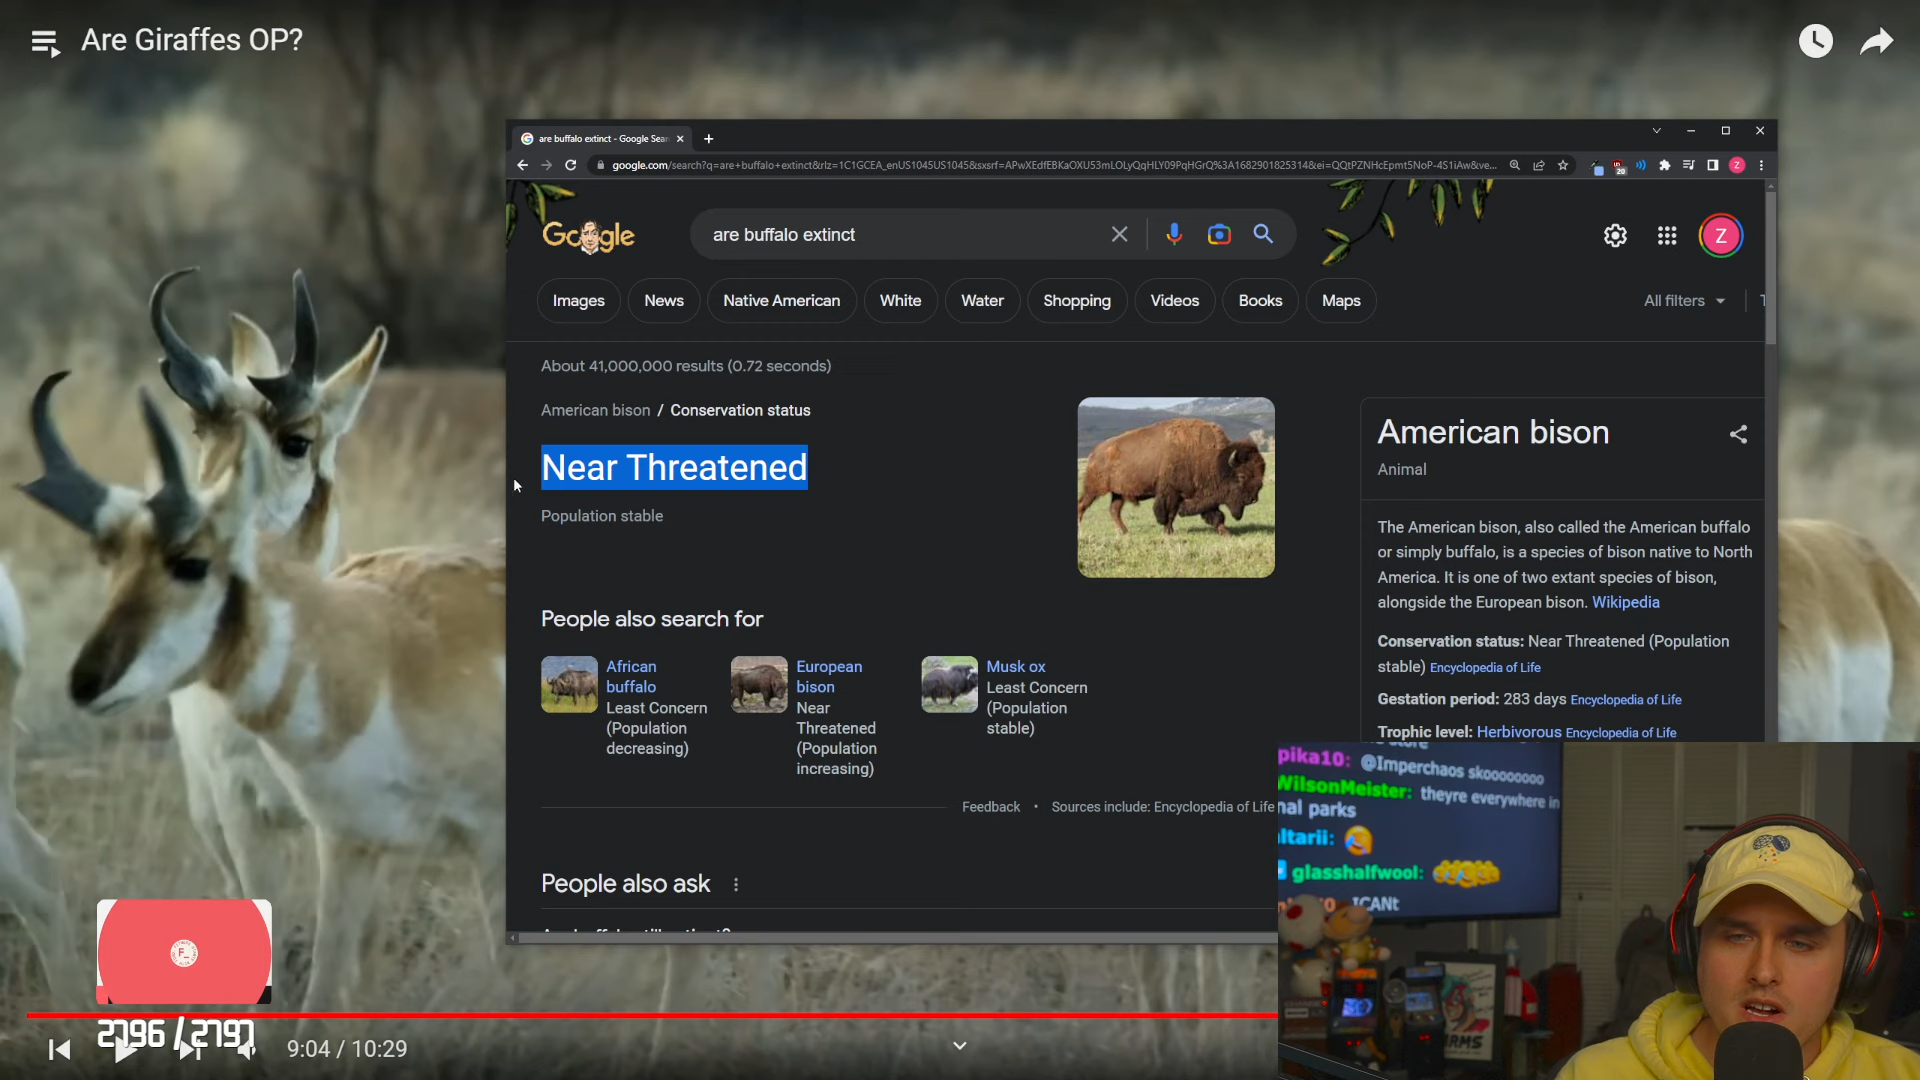 Are Giraffes OP?
are buffalo extinct - Google Sear
google.com/search?q=are+buffalo+extinct&rlz=1C1GCEA_enUS1045US1045&sxsrf=
20
Z
Google
are buffalo extinct
Z
Images
News
Native American
White
Water
Shopping
Videos
Books
Maps
All filters
About 41,000,000 results (0.72 seconds)
American bison / Conservation status
Near Threatened
Population stable
American bison
Animal
The American bison, also called the American buffalo
or simply buffalo, is a species of bison native to North
America. It is one of two extant species of bison,
alongside the European bison. Wikipedia
Conservation status: Near Threatened (Population
stable) Encyclopedia of Life
Gestation period: 283 days Encyclopedia of Life
Trophic level: Herbivorous Encyclopedia of Life
People also search for
African
buffalo
Least Concern
(Population
decreasing)
European
bison
Near
Threatened
(Population
increasing)
Musk ox
Least Concern
(Population
stable)
Feedback • Sources include: Encyclopedia of Life
People also ask
pika10: @Imperchaos skoooooooo
WilsonMeister: theyre everywhere in
nal parks
ltarii:
glasshalfwool:
ICANt
2796 / 2797
9:04 / 10:29